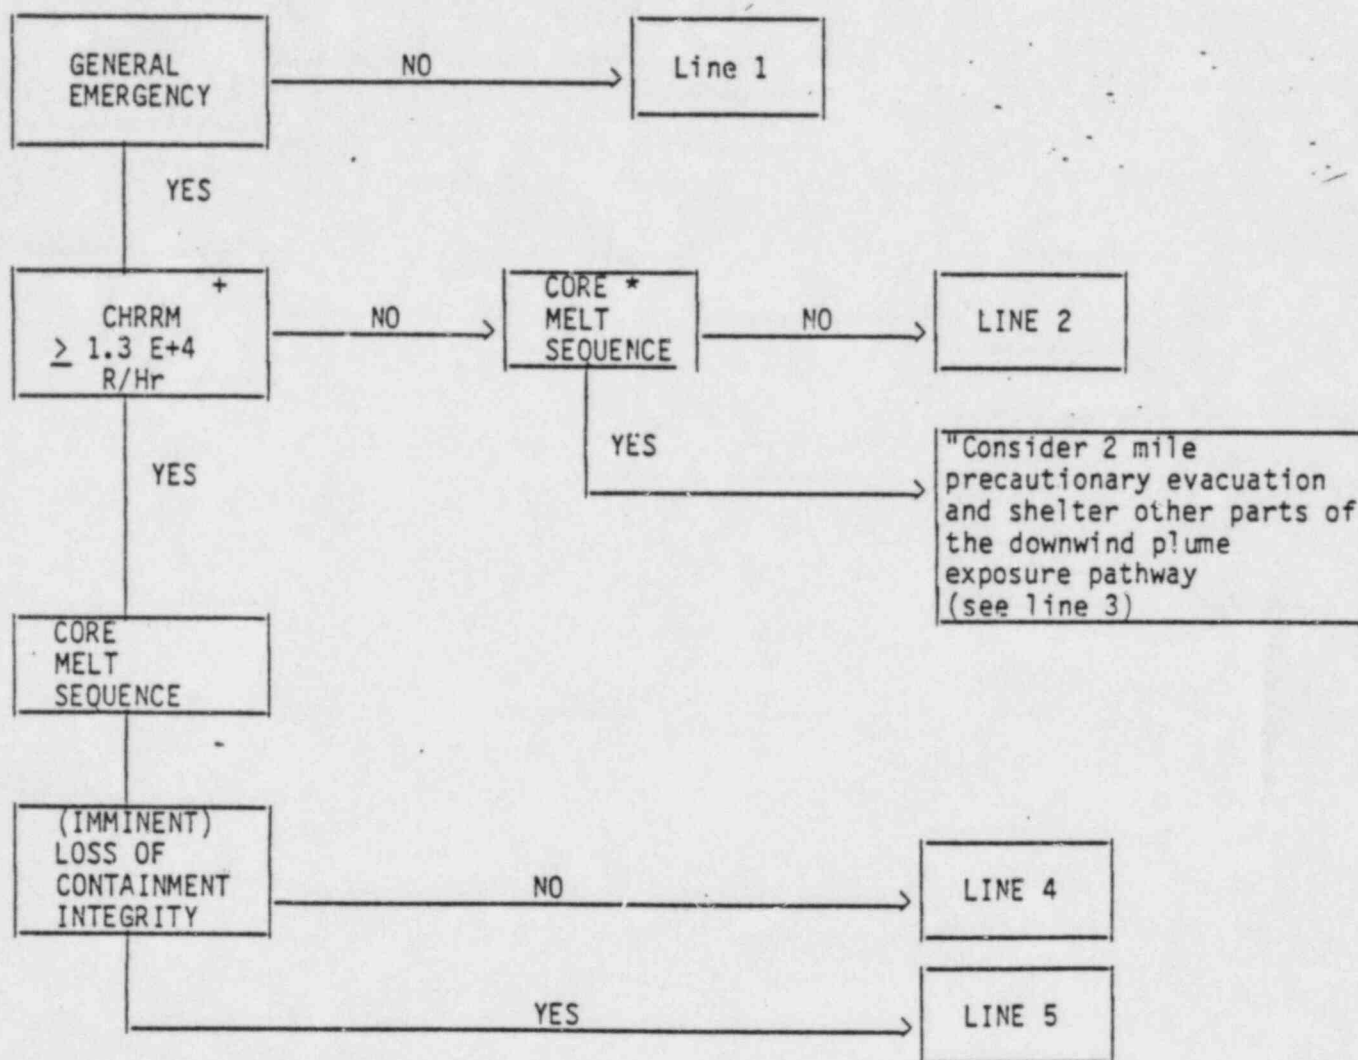 GENERAL
EMERGENCY
NO
Line 1
YES
+
CHRRM
≥ 1.3 E+4
R/Hr
NO
CORE *
MELT
SEQUENCE
NO
LINE 2
YES
YES
"Consider 2 mile
precautionary evacuation
and shelter other parts of
the downwind plume
exposure pathway
(see line 3)
CORE
MELT
SEQUENCE
(IMMINENT)
LOSS OF
CONTAINMENT
INTEGRITY
NO
LINE 4
YES
LINE 5